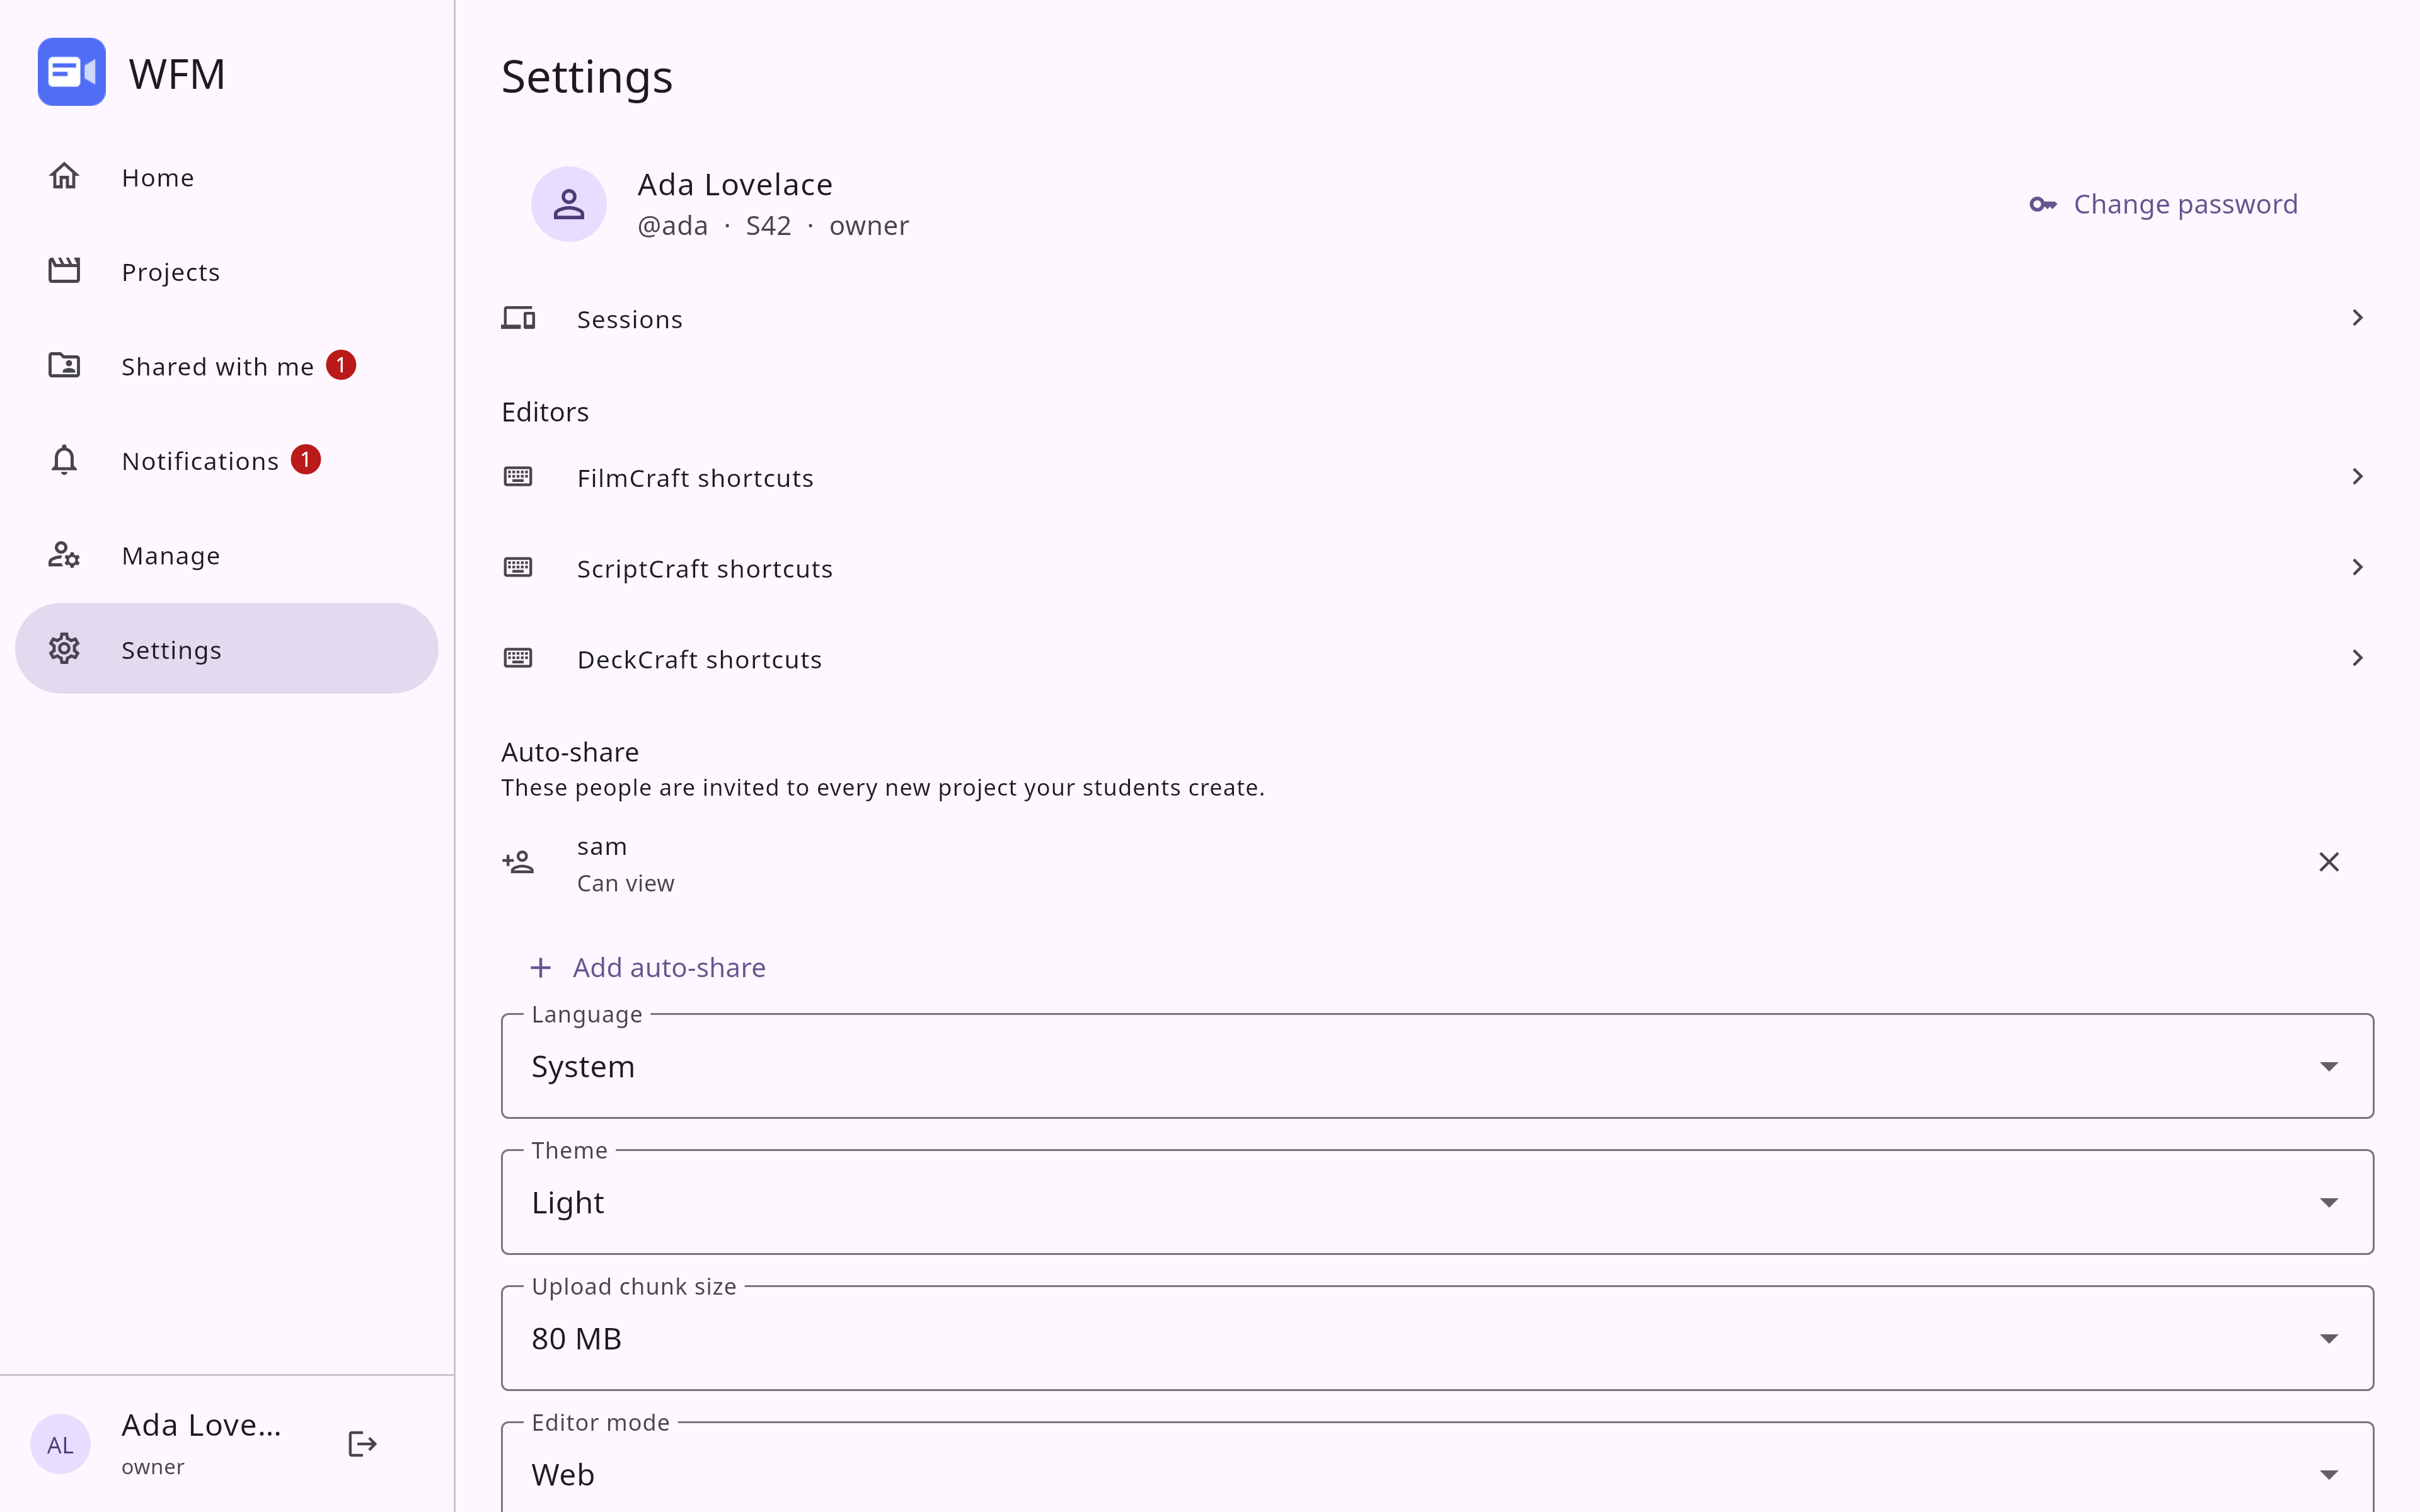 WFM
Home
Projects
Shared with me 1
Notifications 1
Manage
Settings
Ada Love...
AL
owner
Settings
Ada Lovelace
@ada · S42 · owner
Change password
Sessions
Editors
FilmCraft shortcuts
ScriptCraft shortcuts
DeckCraft shortcuts
Auto-share
These people are invited to every new project your students create.
sam
Can view
Add auto-share
Language
System
Theme
Light
Upload chunk size
80 MB
Editor mode
Web